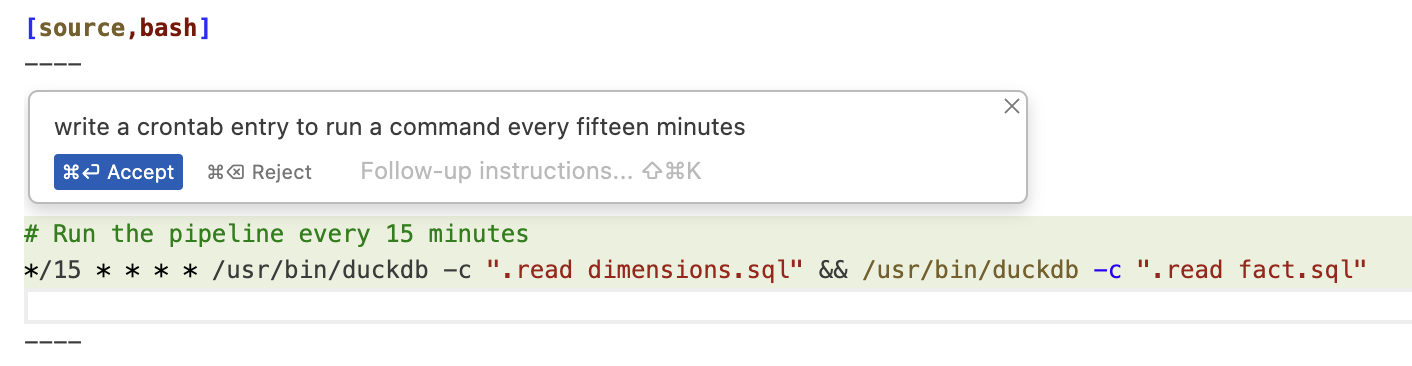 [source,bash]
----
write a crontab entry to run a command every fifteen minutes
⌘⏎ Accept ⌘⌫ Reject Follow-up instructions... ⇧⌘K
# Run the pipeline every 15 minutes
*/15 * * * * /usr/bin/duckdb -c ".read dimensions.sql" && /usr/bin/duckdb -c ".read fact.sql"
----